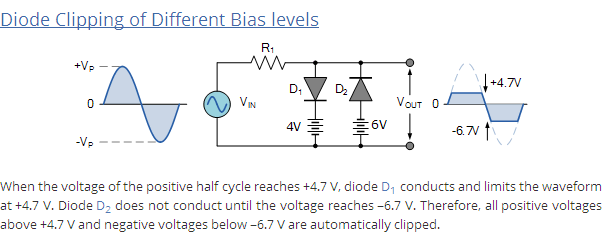 Diode Clipping of Different Bias levels
R1
+VP
0
-VP
VIN
D1
D2
4V
6V
VOUT
0
+4.7V
-6.7V
When the voltage of the positive half cycle reaches +4.7 V, diode D1 conducts and limits the waveform
at +4.7 V. Diode D2 does not conduct until the voltage reaches –6.7 V. Therefore, all positive voltages
above +4.7 V and negative voltages below –6.7 V are automatically clipped.